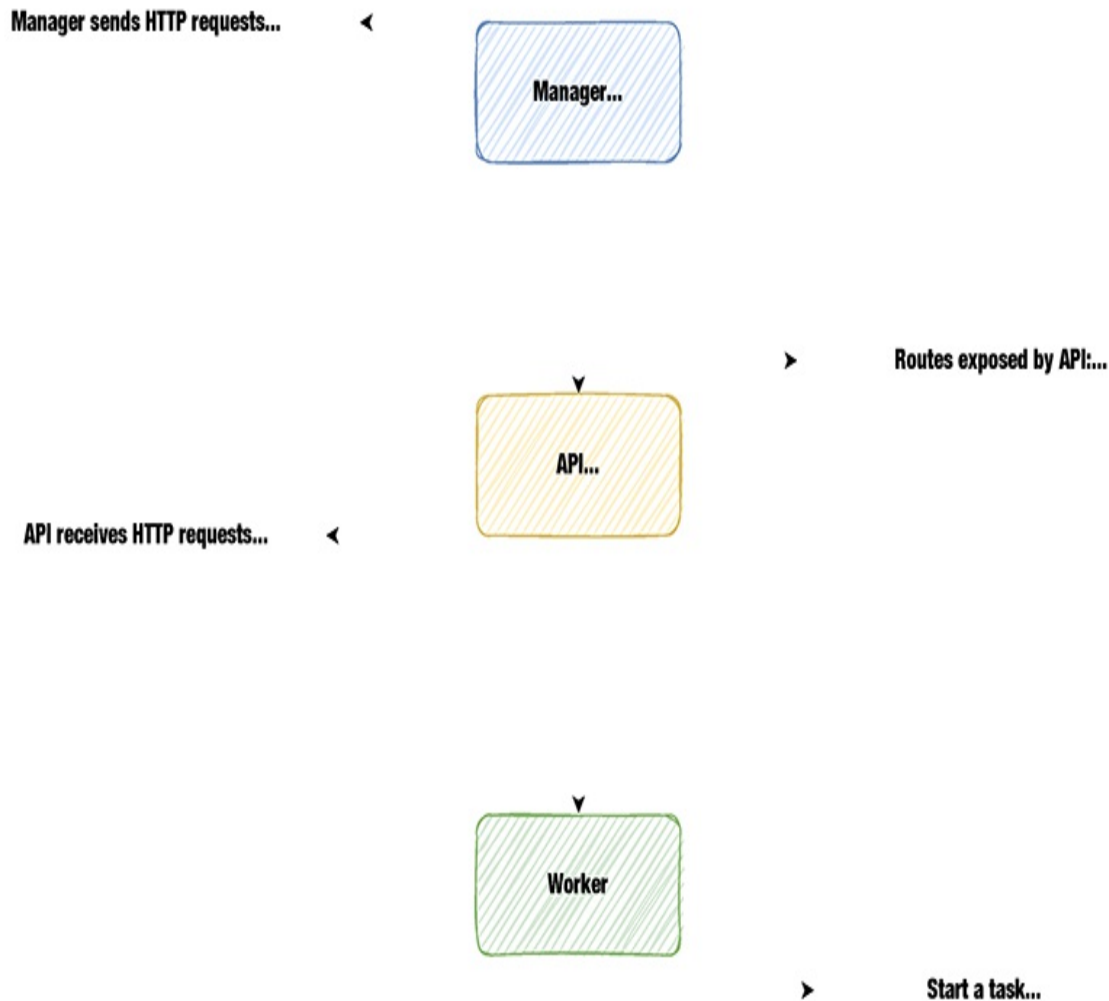 Manager sends HTTP requests...
Manager...
Routes exposed by API:...
API...
API receives HTTP requests...
Worker
Start a task...